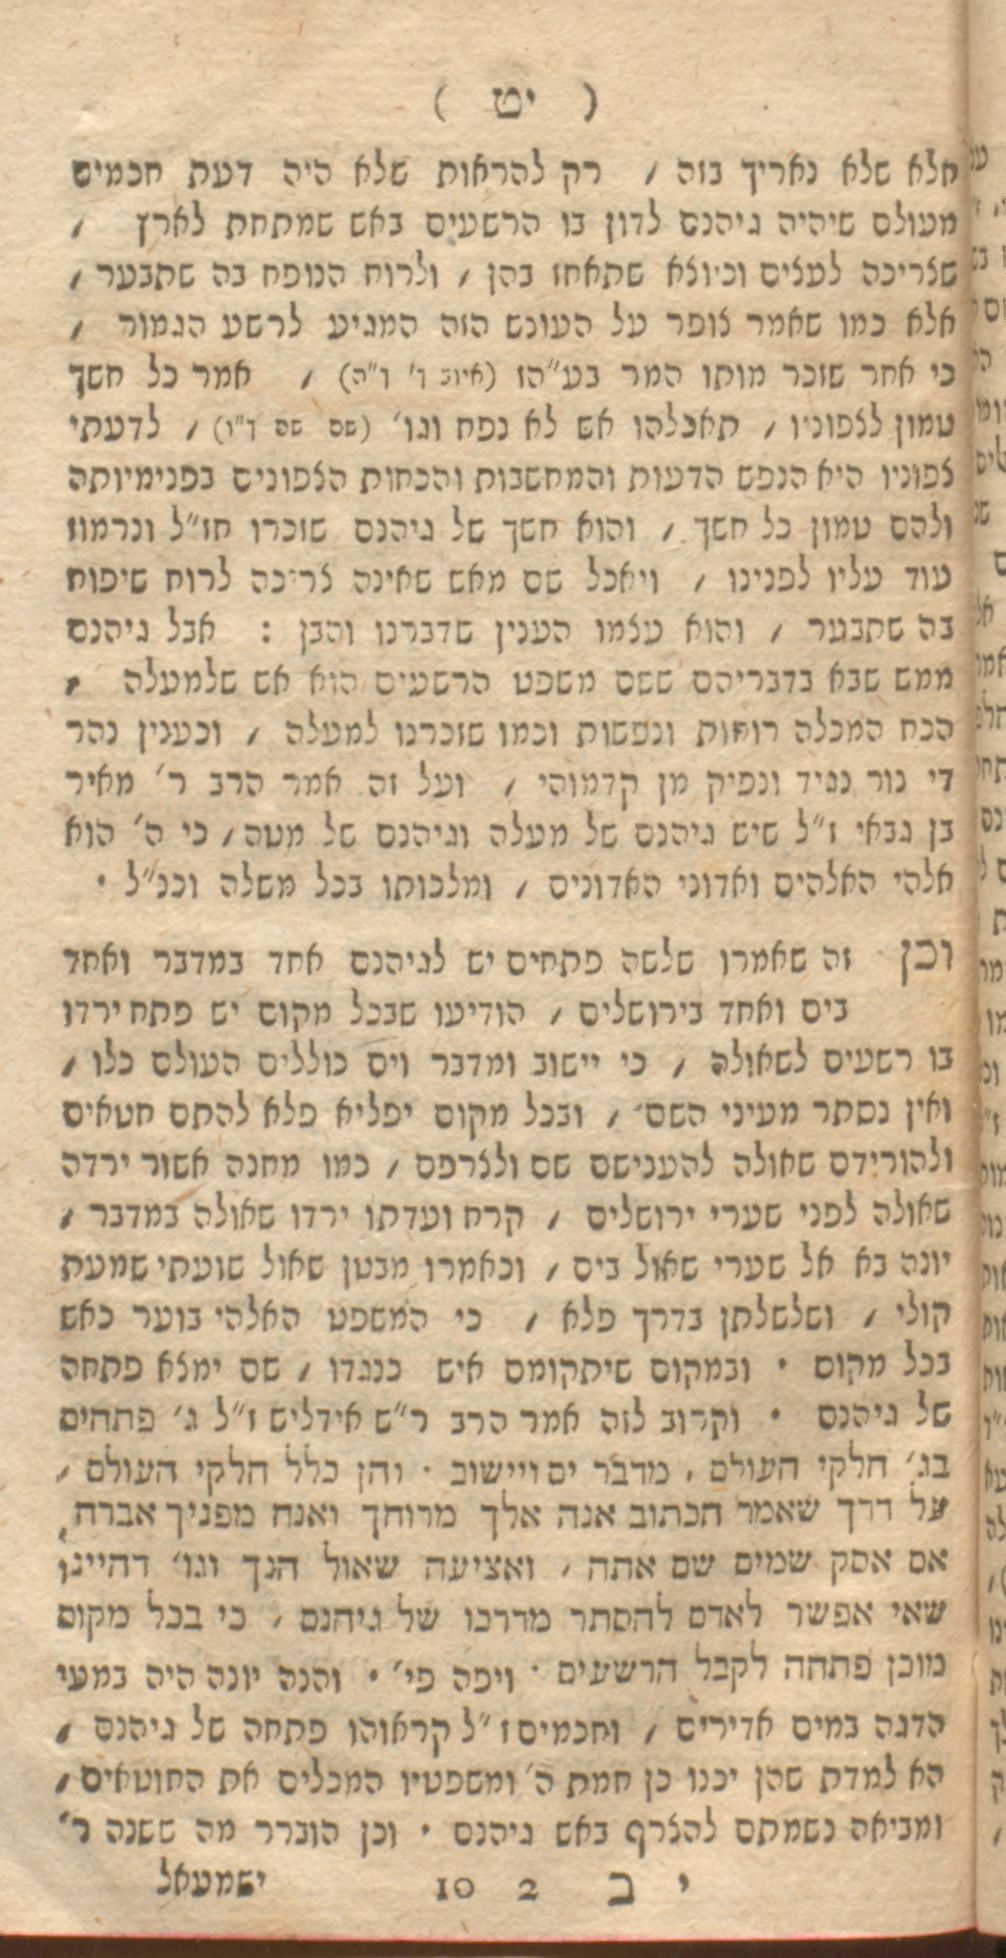 ( יט )
אלא שלא נאריך בזה , רק להראות שלא היה דעת חכמים
מעולם שיהיה גיהנם לדון בו הרשעים באש שמתחת לארץ ,
שצריכה לעצים וכיוצא שתאחז בהן , ולרוח הנופח בה שתבער ,
אלא כמו שאמר צופר על העונש הזה המגיע לרשע הגמור ,
כי אחר שזכר מותו המר בע״הז (איוב ו׳ ו״ה) , אמר כל חשך
טמון לצפוניו , תאכלהו אש לא נפח וגו׳ (שם שם ו״ו) , לדעתי
צפוניו היא הנפש הדעות והמחשבות והכחות הצפונים בפנימיותה
ולהם טמון כל חשך , והוא חשך של גיהנם שזכרו חז״ל ונרמוז
עוד עליו לפנינו , ויאכל שם מאש שאינה צריכה לרוח שיפוח
בה שתבער , והוא עצמו הענין שדברנו והבן : אבל גיהנם
ממש שבא בדבריהם ששם משפט הרשעים הוא אש שלמעלה ,
הכח המכלה רוחות ונפשות וכמו שזכרנו למעלה , וכענין נהר
די נור נגיד ונפיק מן קדמוהי , ועל זה אמר הרב ר׳ מאיר
בן גבאי ז״ל שיש גיהנם של מעלה וגיהנם של מטה , כי ה׳ הוא
אלהי האלהים ואדוני האדונים , ומלכותו בכל משלה וכנ״ל .
וכן זה שאמרו שלשה פתחים יש לגיהנם אחד במדבר ואחד
בים ואחד בירושלים , הודיעו שבכל מקום יש פתח ירדו
בו רשעים לשאולה , כי יישוב ומדבר וים כוללים העולם כלו ,
ואין נסתר מעיני השם , ובכל מקום יפליא פלא להתם חטאים
ולהורידם שאולה להענישם שם ולצרפם , כמו מחנה אשור ירדה
שאולה לפני שערי ירושלים , קרח ועדתו ירדו שאולה במדבר ,
יונה בא אל שערי שאול בים , וכאמרו מבטן שאול שועתי שמעת
קולי , ושלשלתן בדרך פלא , כי המשפט האלהי בוער כאש
בכל מקום . ובמקום שיתקומם איש כנגדו , שם ימצא פתחה
של גיהנם . וקרוב לזה אמר הרב ר״ש אידליש ז״ל ג׳ פתחים
בג׳ חלקי העולם , מדבר ים ויישוב . והן כלל חלקי העולם ,
על דרך שאמר הכתוב אנה אלך מרוחך ואנה מפניך אברח ,
אם אסק שמים שם אתה , ואציעה שאול הנך וגו׳ דהיינו
שאי אפשר לאדם להסתר מדרכו של גיהנם , כי בכל מקום
מוכן פתחה לקבל הרשעים . ויפה פי׳ . והנה יונה היה במעי
הדגה במים אדירים , וחכמים ז״ל קראוהו פתחה של גיהנם ,
הא למדת שהן יכנו כן חמת ה׳ ומשפטיו המכלים את החוטאים ,
ומביאה נשמתם להצרף באש גיהנם . וכן הוברר מה ששנה ר׳
י ב 2 10 ישמעאל